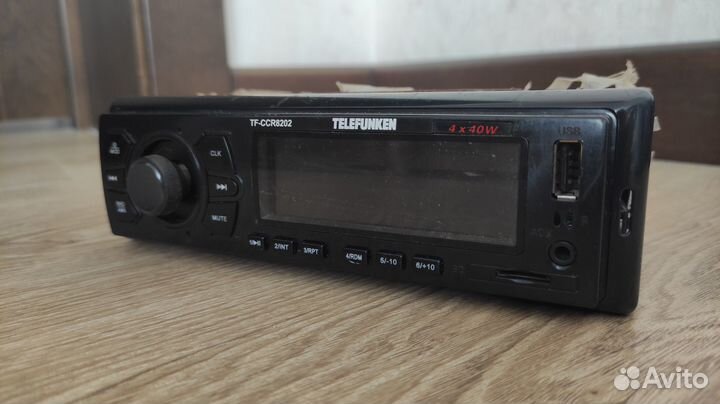 TF-CCR8202 TELEFUNKEN 4 x 40W
USB
CLK
MUTE
AUX
1/▶II 2/INT 3/RPT 4/RDM 5/-10 6/+10
Avito